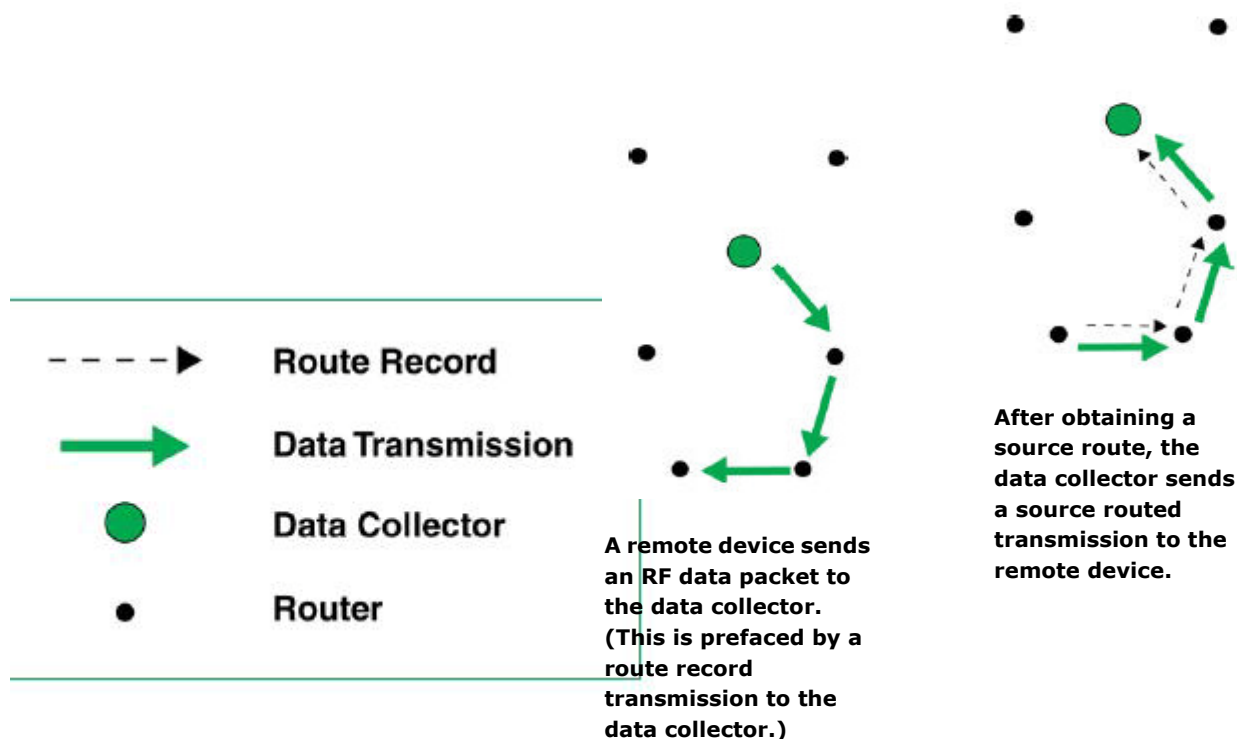 Route Record
Data Transmission
Data Collector
Router
A remote device sends
an RF data packet to
the data collector.
(This is prefaced by a
route record
transmission to the
data collector.)
After obtaining a
source route, the
data collector sends
a source routed
transmission to the
remote device.